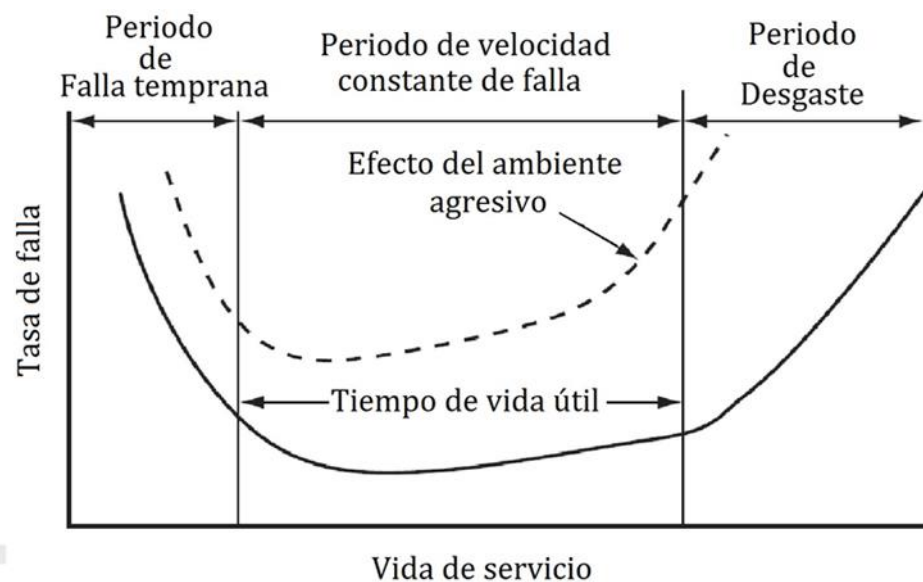 Periodo
de
Falla temprana
Periodo de velocidad
constante de falla
Periodo
de
Desgaste
Efecto del ambiente
agresivo
Tasa de falla
Tiempo de vida útil
Vida de servicio